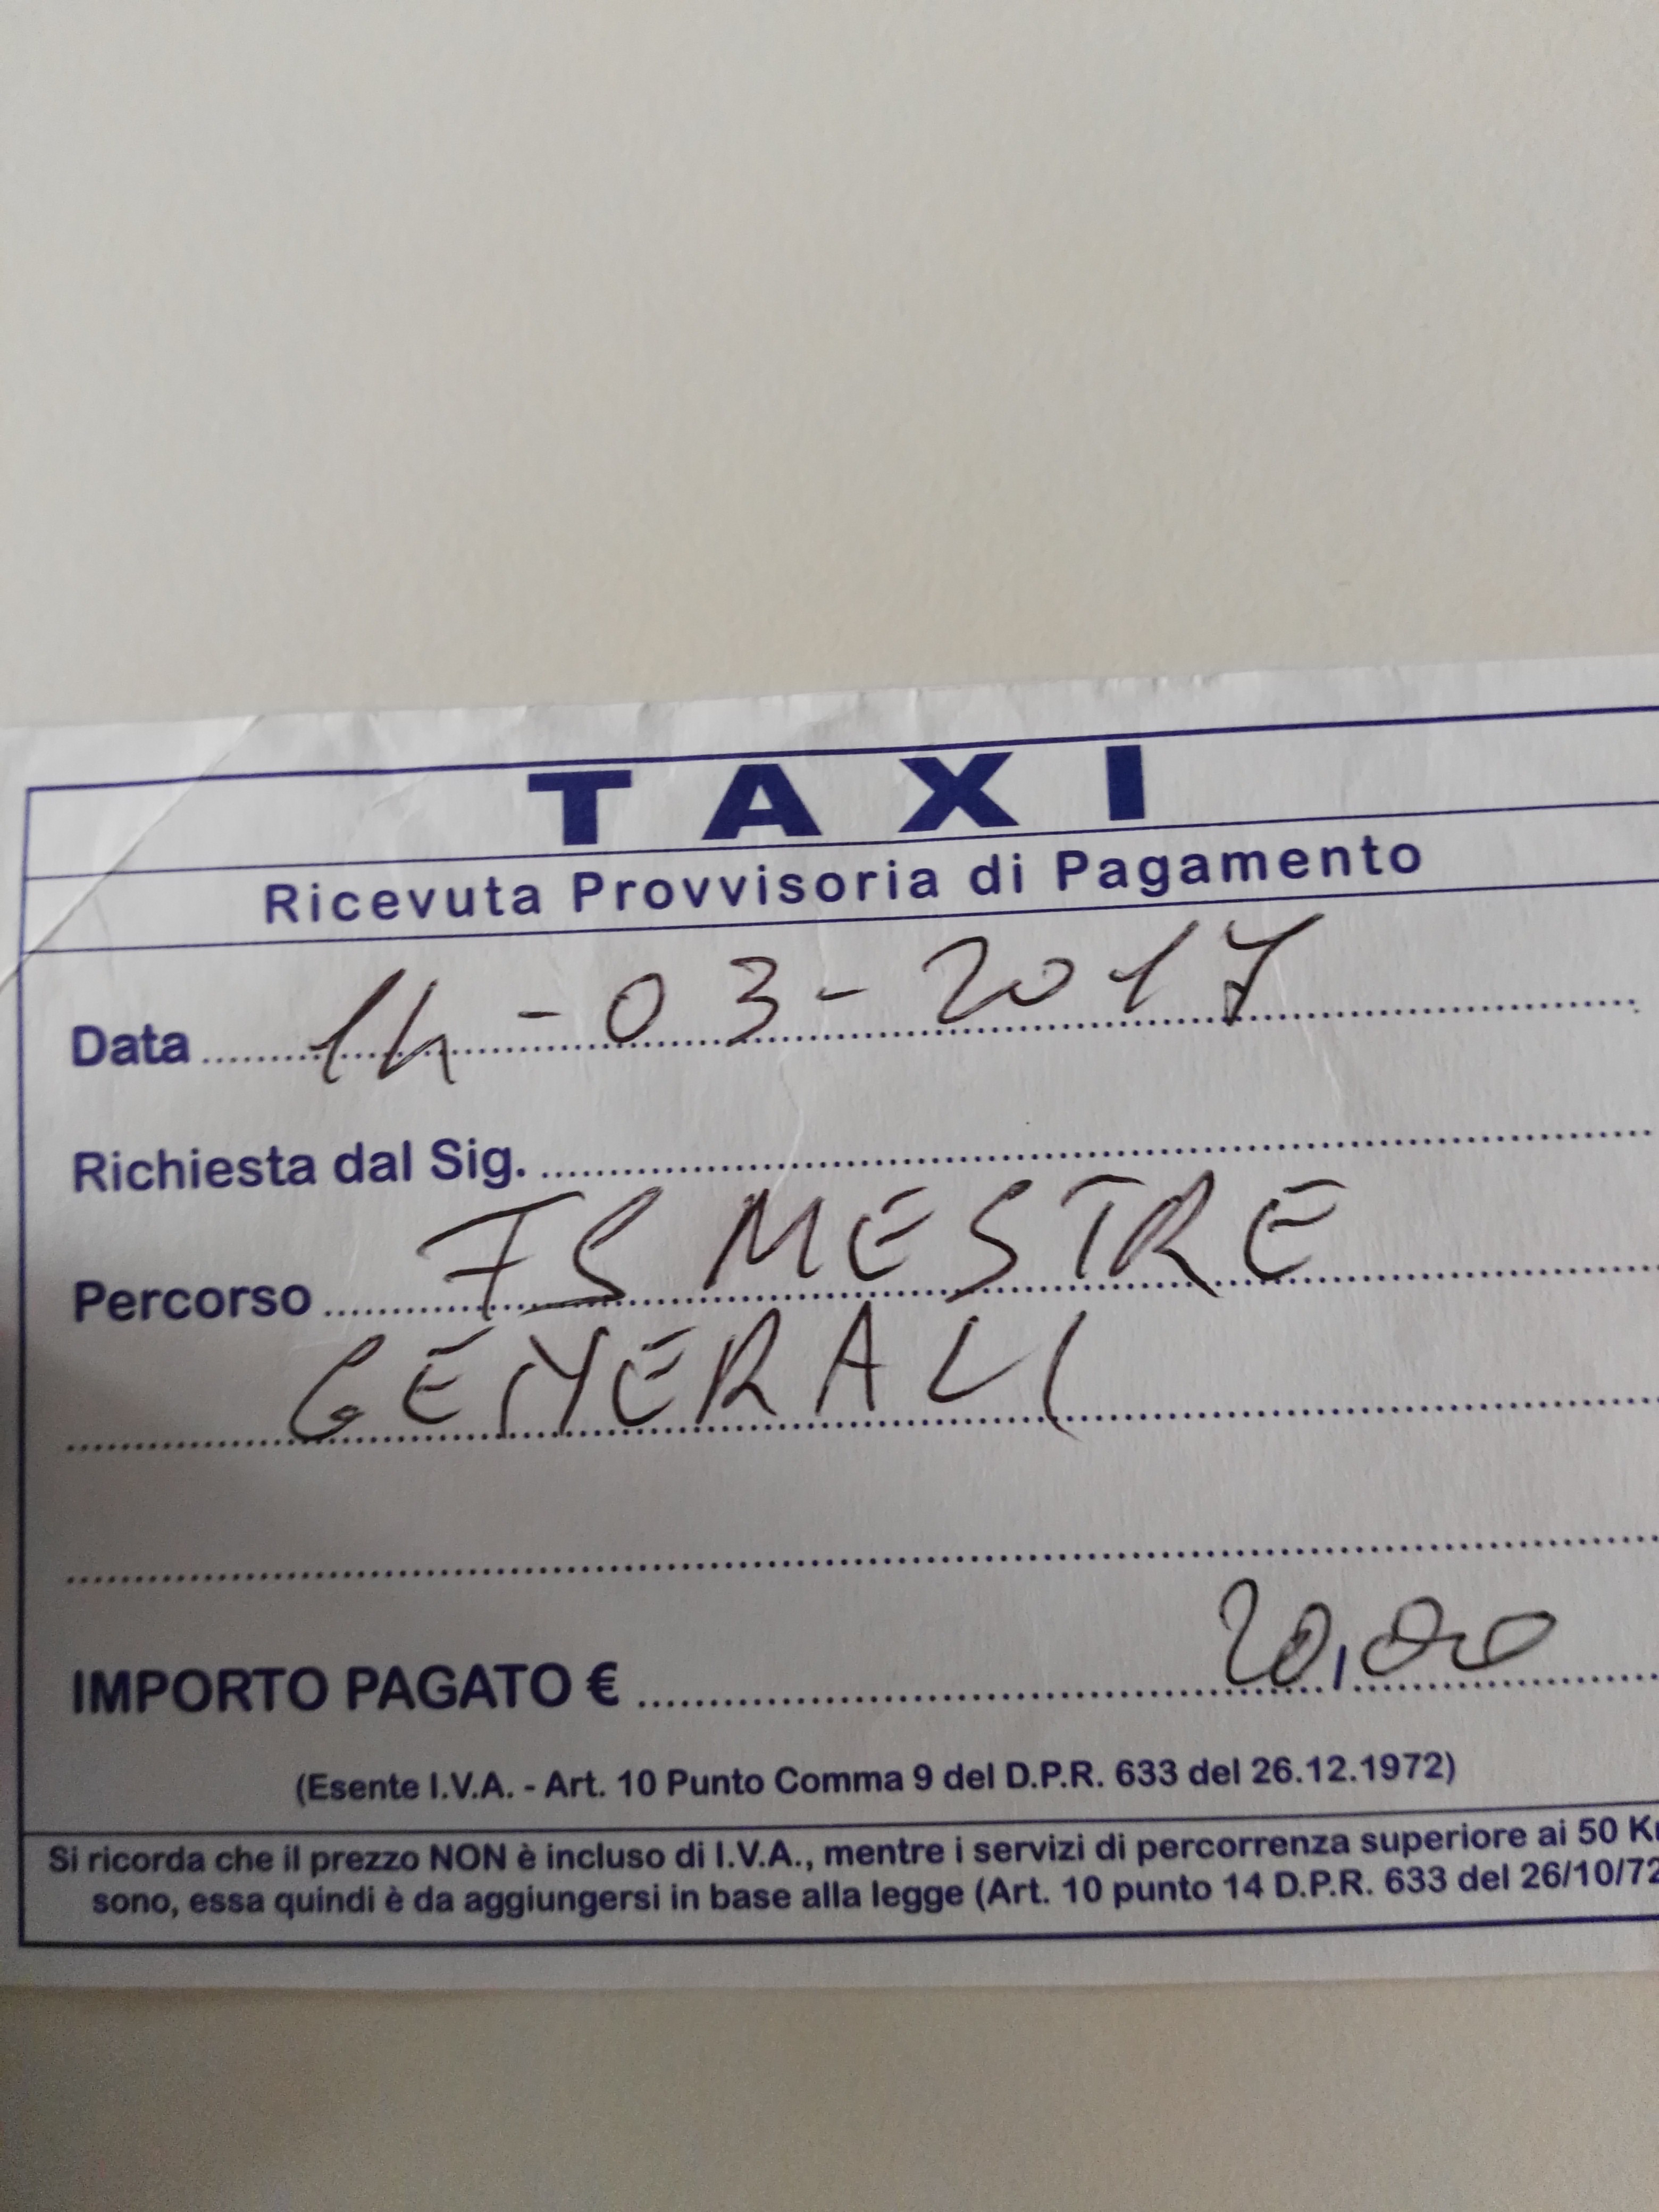 TAXI
Ricevuta Provvisoria di Pagamento
Data 14-03-2017
Richiesta dal Sig.
Percorso FS MESTRE
GENERALI
IMPORTO PAGATO € 20,00
(Esente I.V.A. - Art. 10 Punto Comma 9 del D.P.R. 633 del 26.12.1972)
Si ricorda che il prezzo NON è incluso di I.V.A., mentre i servizi di percorrenza superiore ai 50
sono, essa quindi è da aggiungersi in base alla legge (Art. 10 punto 14 D.P.R. 633 del 26/10/72